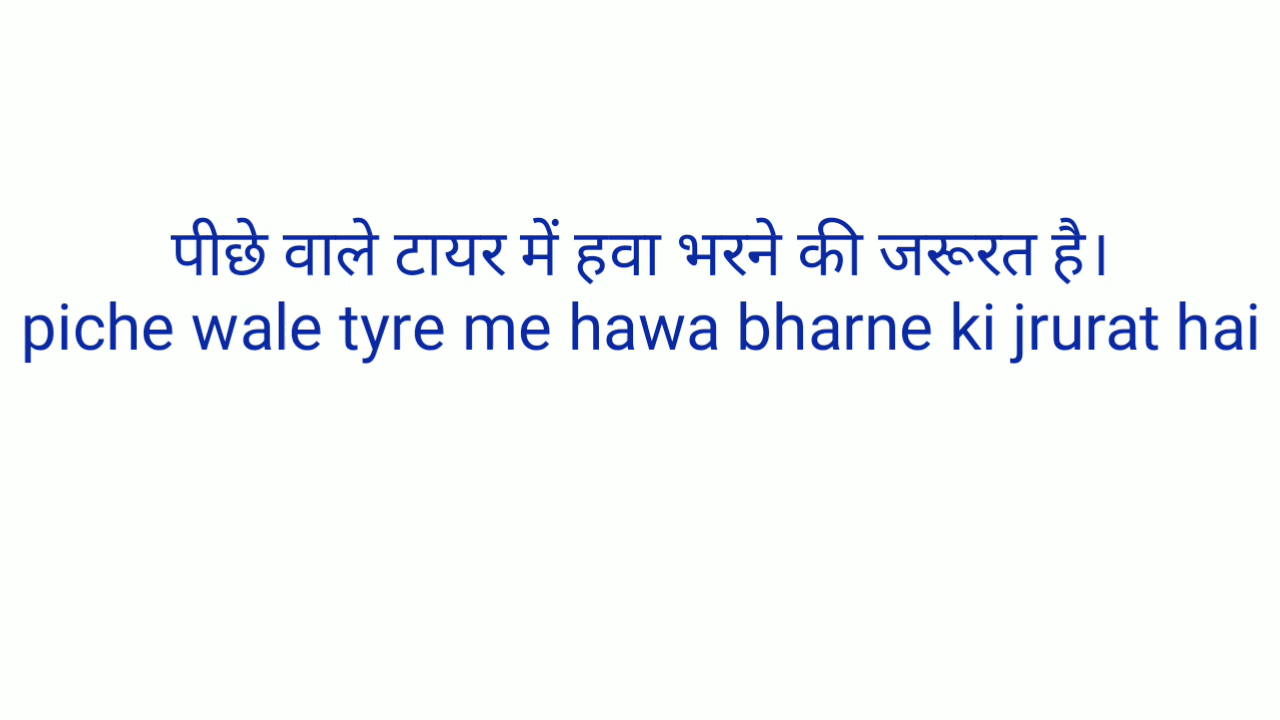 पीछे वाले टायर में हवा भरने की जरूरत है।
piche wale tyre me hawa bharne ki jrurat hai